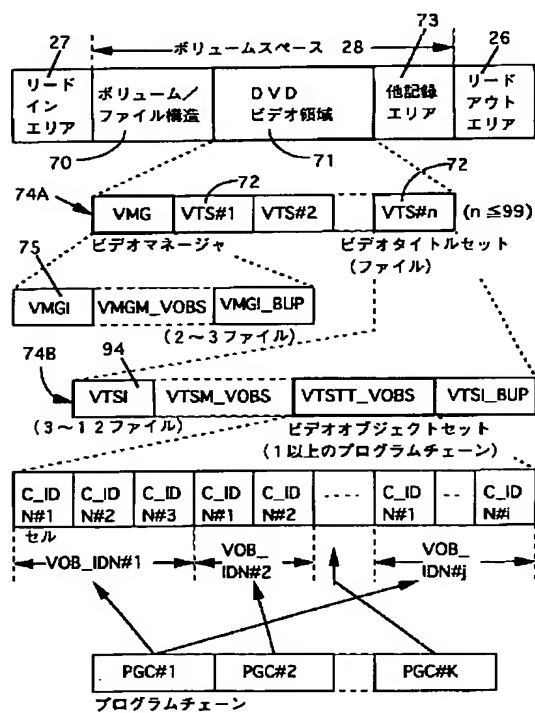 27
ボリュームスペース 28
73
26
リード
イン
エリア
ボリューム／
ファイル構造
DVD
ビデオ領域
他記録
エリア
リード
アウト
エリア
70
71
74A
72
72
VMG
VTS#1
VTS#2
VTS#n
(n≦99)
ビデオマネージャ
ビデオタイトルセット
(ファイル)
75
VMGI
VMGM_VOBS
VMGI_BUP
(2〜3ファイル)
74B
94
VTSI
VTSM_VOBS
VTSTT_VOBS
VTSI_BUP
(3〜12ファイル)
ビデオオブジェクトセット
(1以上のプログラムチェーン)
C_ID
N#1
C_ID
N#2
C_ID
N#3
C_ID
N#1
C_ID
N#2
----
C_ID
N#1
--
C_ID
N#i
セル
VOB_IDN#1
VOB_
IDN#2
VOB_
IDN#j
PGC#1
PGC#2
PGC#K
プログラムチェーン